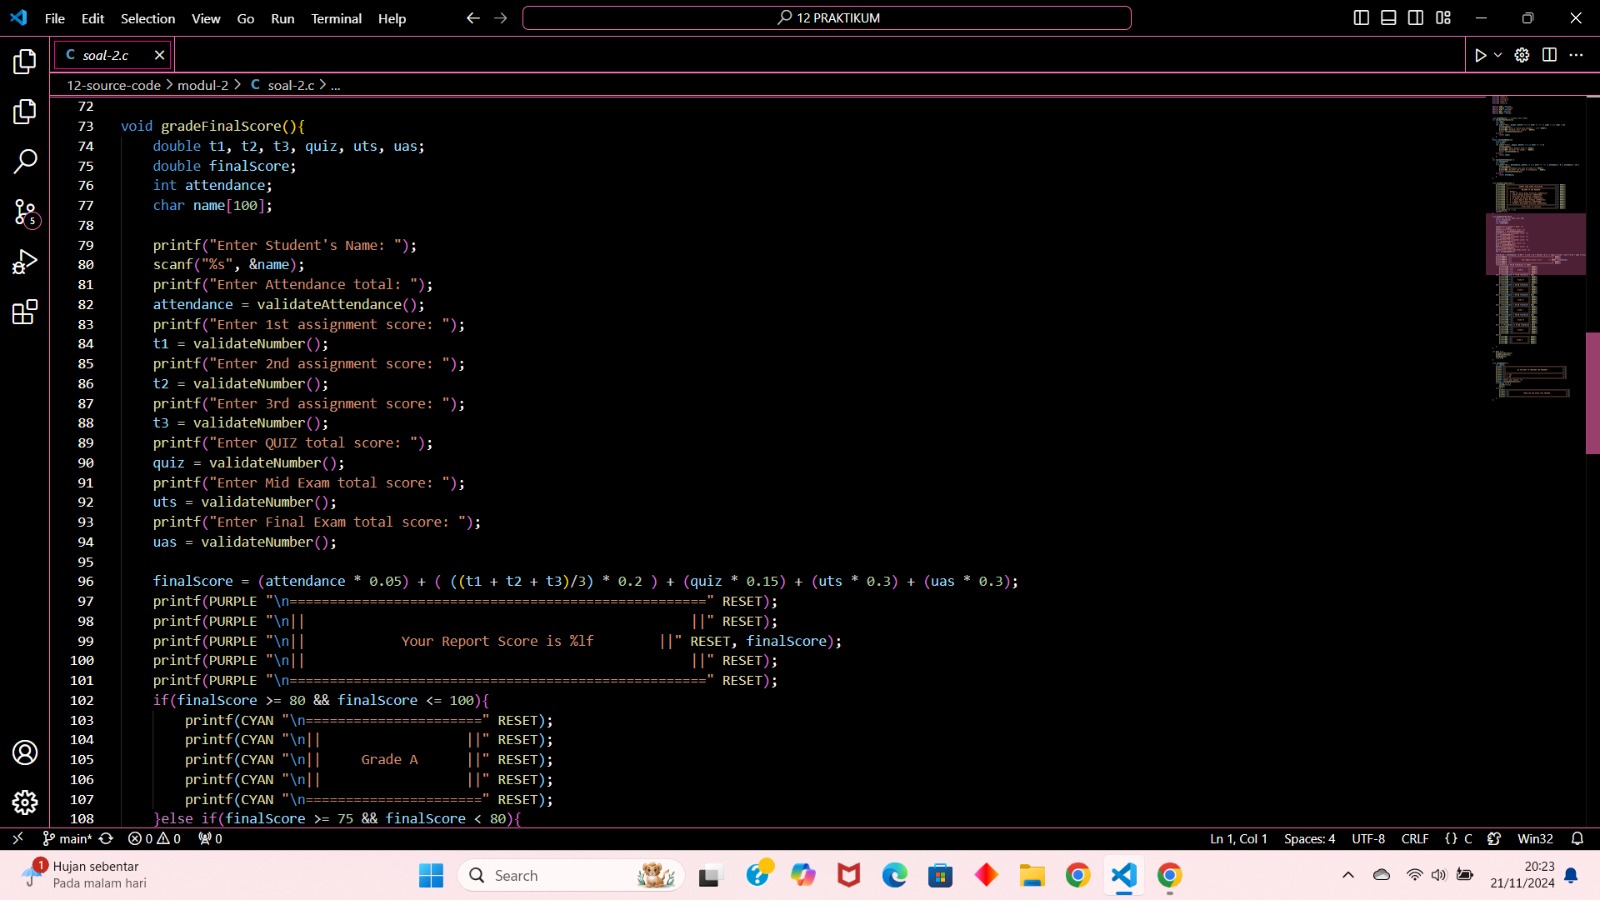 File Edit Selection View Go Run Terminal Help
12 PRAKTIKUM
C soal-2.c
12-source-code > modul-2 > C soal-2.c > ...
72
73 void gradeFinalScore(){
74 double t1, t2, t3, quiz, uts, uas;
75 double finalScore;
76 int attendance;
77 char name[100];
78
79 printf("Enter Student's Name: ");
80 scanf("%s", &name);
81 printf("Enter Attendance total: ");
82 attendance = validateAttendance();
83 printf("Enter 1st assignment score: ");
84 t1 = validateNumber();
85 printf("Enter 2nd assignment score: ");
86 t2 = validateNumber();
87 printf("Enter 3rd assignment score: ");
88 t3 = validateNumber();
89 printf("Enter QUIZ total score: ");
90 quiz = validateNumber();
91 printf("Enter Mid Exam total score: ");
92 uts = validateNumber();
93 printf("Enter Final Exam total score: ");
94 uas = validateNumber();
95
96 finalScore = (attendance * 0.05) + ( ((t1 + t2 + t3)/3) * 0.2 ) + (quiz * 0.15) + (uts * 0.3) + (uas * 0.3);
97 printf(PURPLE "\n====================================================" RESET);
98 printf(PURPLE "\n||                                                ||" RESET);
99 printf(PURPLE "\n||            Your Report Score is %lf        ||" RESET, finalScore);
100 printf(PURPLE "\n||                                                ||" RESET);
101 printf(PURPLE "\n====================================================" RESET);
102 if(finalScore >= 80 && finalScore <= 100){
103 printf(CYAN "\n======================" RESET);
104 printf(CYAN "\n||                  ||" RESET);
105 printf(CYAN "\n||     Grade A      ||" RESET);
106 printf(CYAN "\n||                  ||" RESET);
107 printf(CYAN "\n======================" RESET);
108 }else if(finalScore >= 75 && finalScore < 80){
5
main* 0 0 0 Ln 1, Col 1 Spaces: 4 UTF-8 CRLF {} C Win32
1 Hujan sebentar
Pada malam hari
Search
20:23
21/11/2024